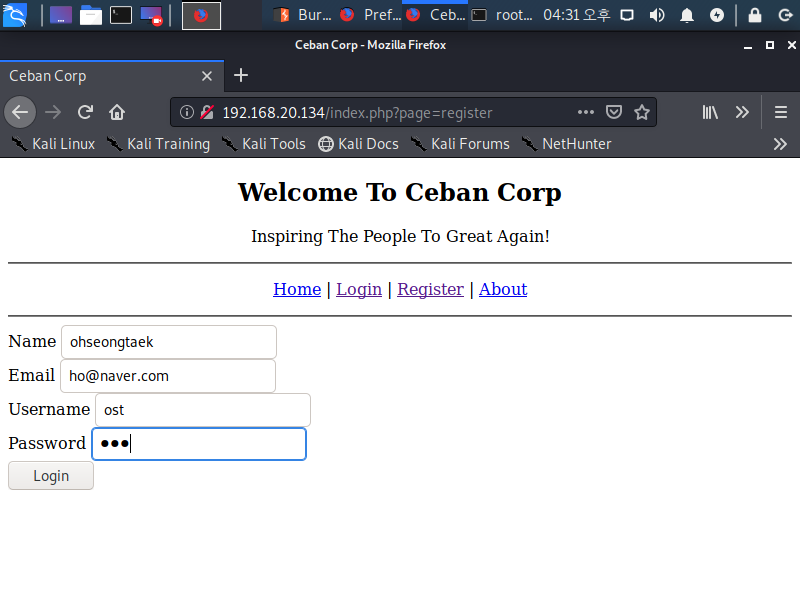 Bur... Pref... Ceb... root... 04:31 오후
Ceban Corp - Mozilla Firefox
Ceban Corp
192.168.20.134/index.php?page=register
Kali Linux Kali Training Kali Tools Kali Docs Kali Forums NetHunter
Welcome To Ceban Corp
Inspiring The People To Great Again!
Home | Login | Register | About
Name ohseongtaek
Email ho@naver.com
Username ost
Password •••
Login